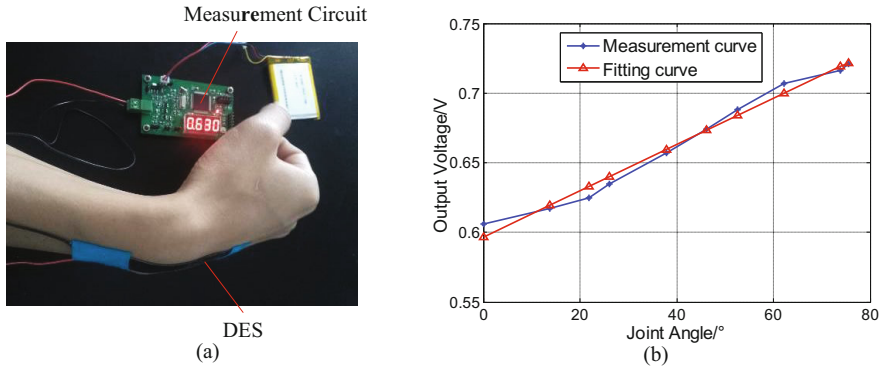 Measurement Circuit
0.630
DES
(a)
0.75
0.7
0.65
0.6
0.55
Output Voltage/V
Measurement curve
Fitting curve
0
20
40
60
80
Joint Angle/°
(b)